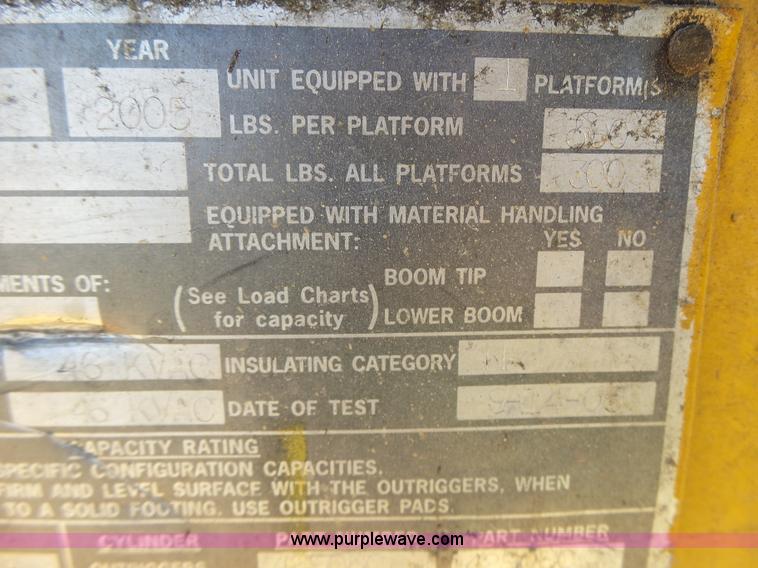 YEAR
2005
UNIT EQUIPPED WITH 1 PLATFORM/S
LBS. PER PLATFORM 300
TOTAL LBS. ALL PLATFORMS 300
EQUIPPED WITH MATERIAL HANDLING
ATTACHMENT: YES NO
MENTS OF:
(See Load Charts
for capacity)
BOOM TIP
LOWER BOOM
46 KVAC INSULATING CATEGORY
46 KVAC DATE OF TEST
CAPACITY RATING
SPECIFIC CONFIGURATION CAPACITIES.
FIRM AND LEVEL SURFACE WITH THE OUTRIGGERS, WHEN
TO A SOLID FOOTING. USE OUTRIGGER PADS.
CYLINDER PART NUMBER
OUTRIGGERS
www.purplewave.com